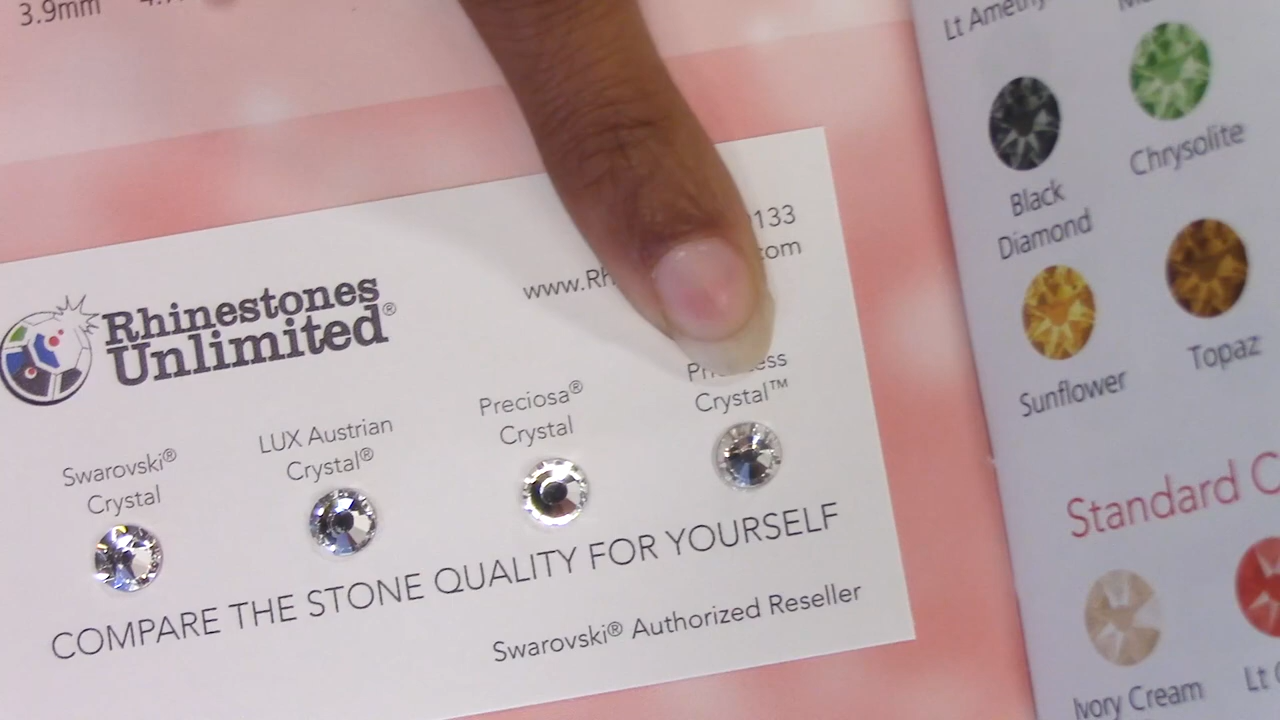 3.9mm
133
www.Rh
.com
Rhinestones
Unlimited®
Swarovski®
Crystal
LUX Austrian
Crystal®
Preciosa®
Crystal
Crystal™
COMPARE THE STONE QUALITY FOR YOURSELF
Swarovski® Authorized Reseller
Lt
Black
Diamond
Chrysolite
Sunflower
Topaz
Standard C
Ivory Cream
Lt